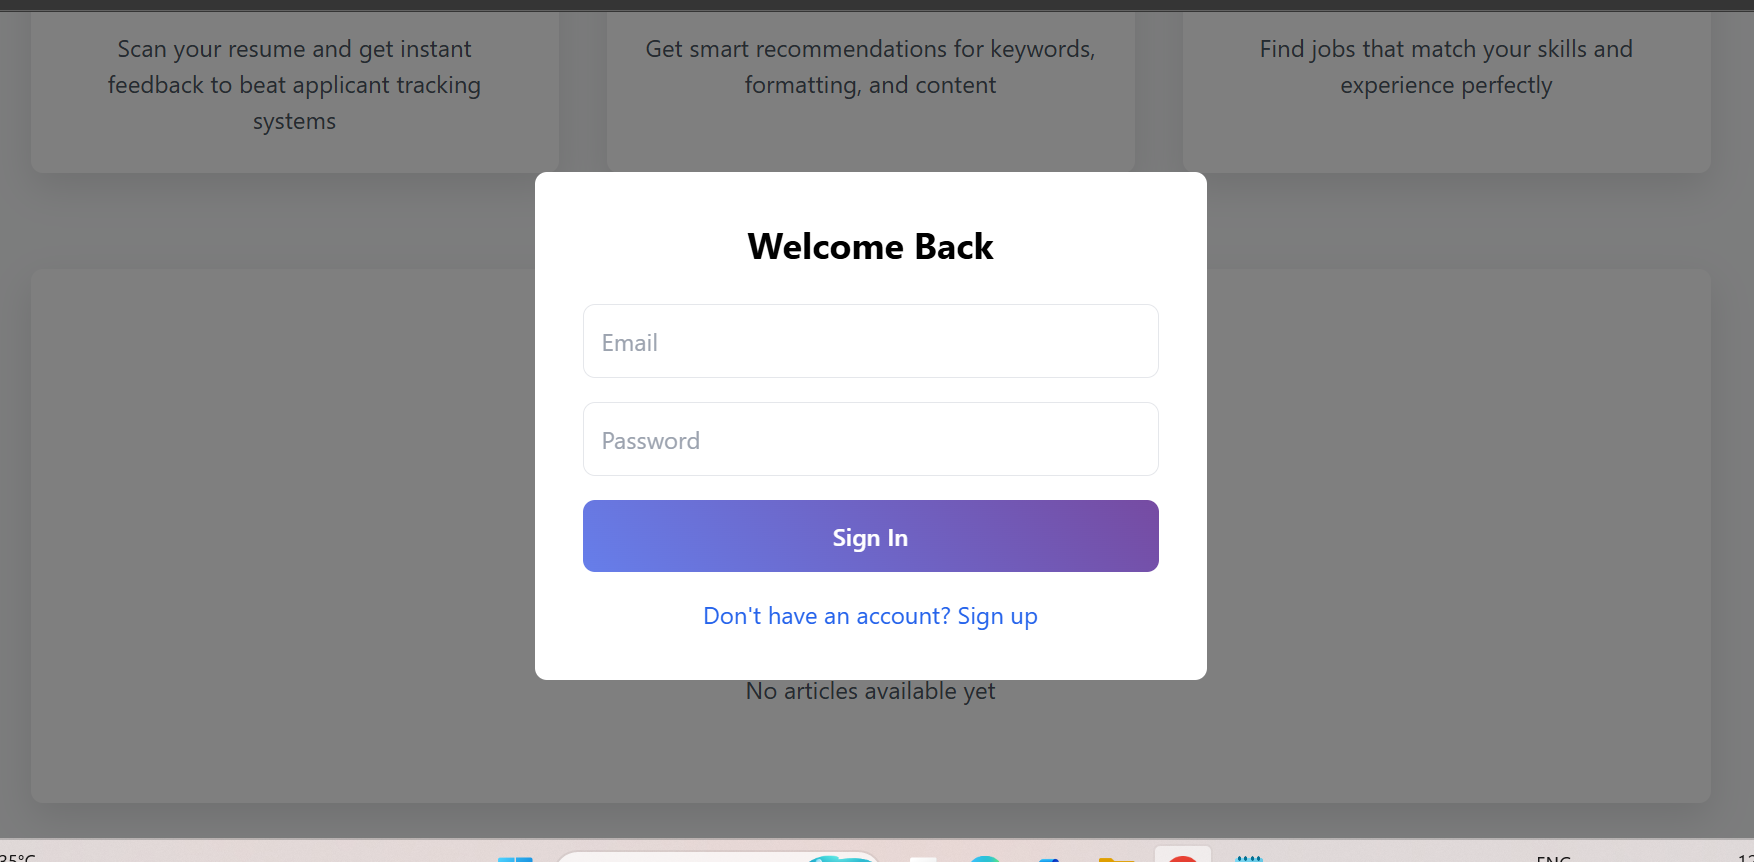 Scan your resume and get instant
feedback to beat applicant tracking
systems
Get smart recommendations for keywords,
formatting, and content
Find jobs that match your skills and
experience perfectly
Welcome Back
Email
Password
Sign In
Don't have an account? Sign up
No articles available yet
35°C
ENG